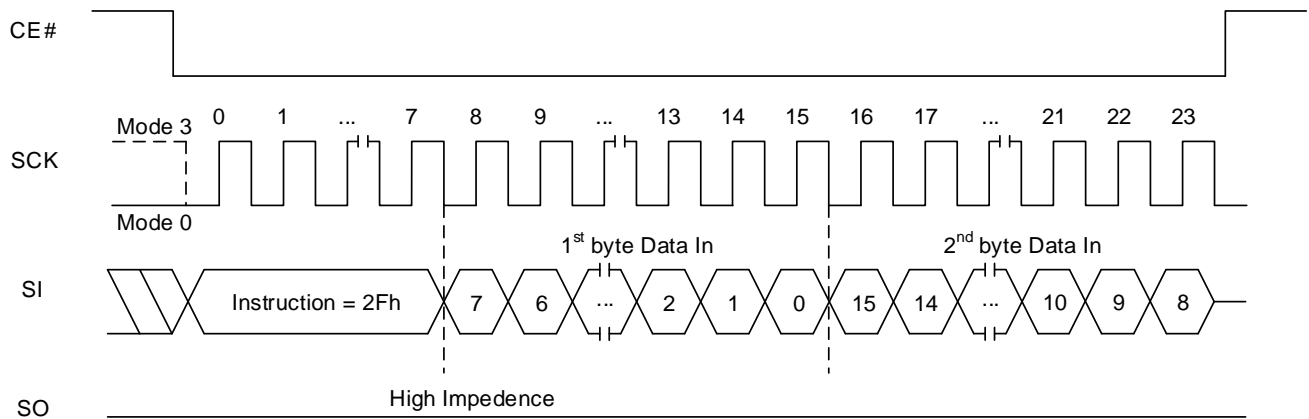 CE#
0 1 ... 7 8 9 ... 13 14 15 16 17 ... 21 22 23
Mode 3
SCK
Mode 0
1st byte Data In 2nd byte Data In
SI Instruction = 2Fh 7 6 ... 2 1 0 15 14 ... 10 9 8
High Impedence
SO